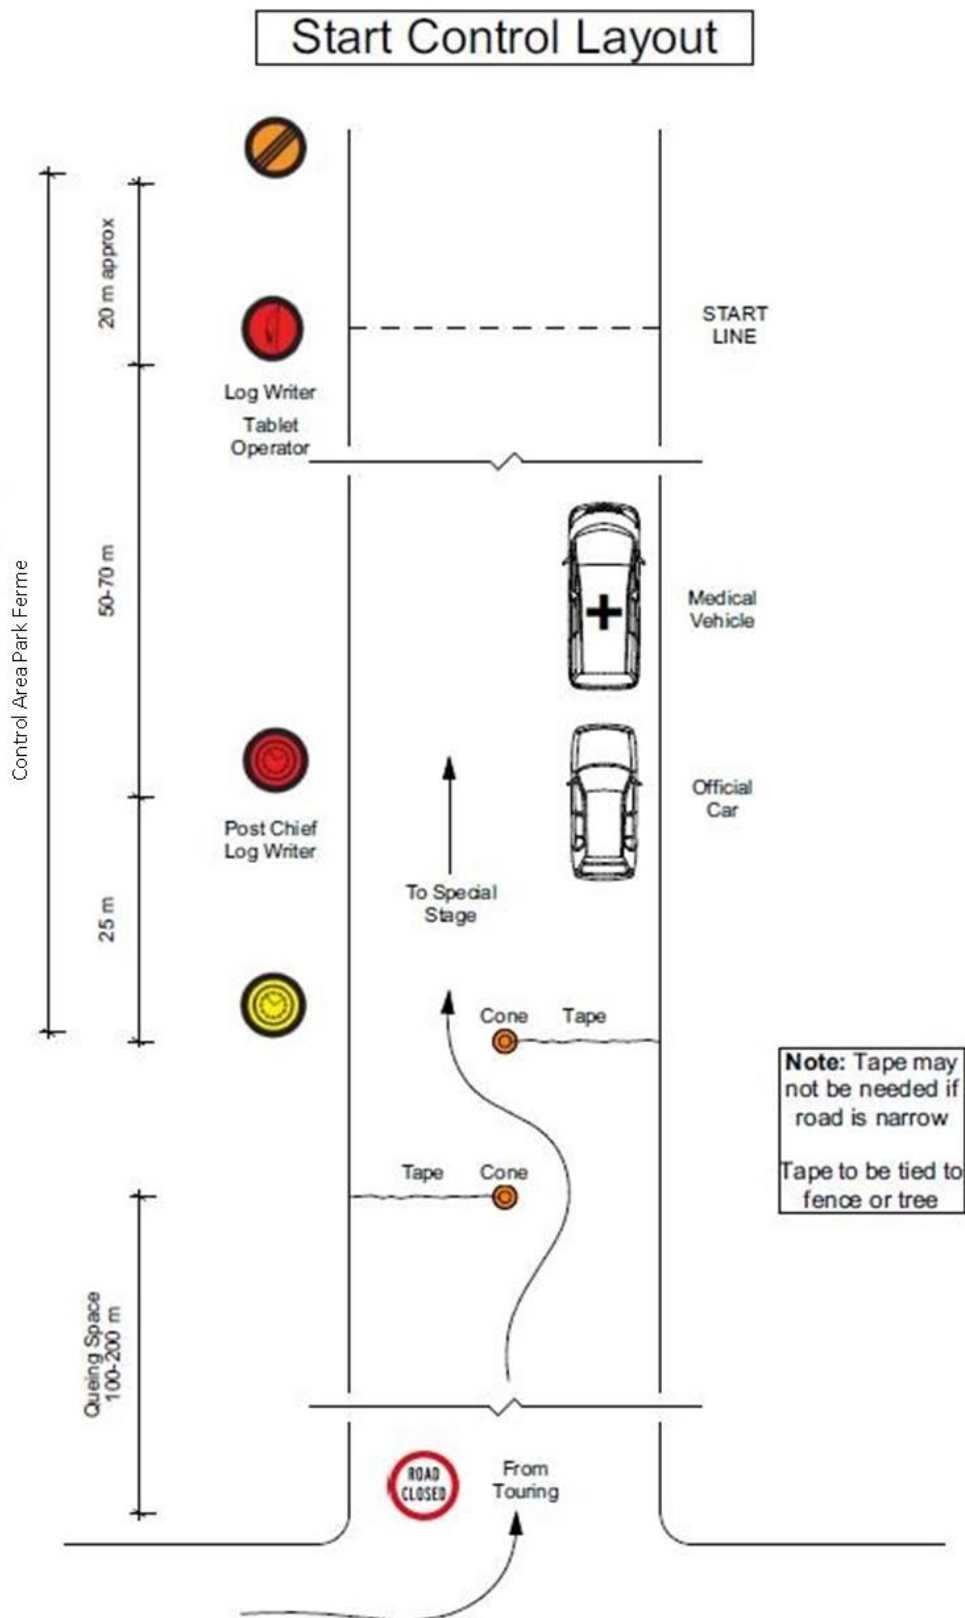 Start Control Layout
20 m approx
START
LINE
Log Writer
Tablet
Operator
Control Area Park Ferme
50-70 m
Medical
Vehicle
Official
Car
Post Chief
Log Writer
To Special
Stage
25 m
Cone
Tape
Note: Tape may
not be needed if
road is narrow
Tape to be tied to
fence or tree
Tape
Cone
Queing Space
100-200 m
ROAD
CLOSED
From
Touring